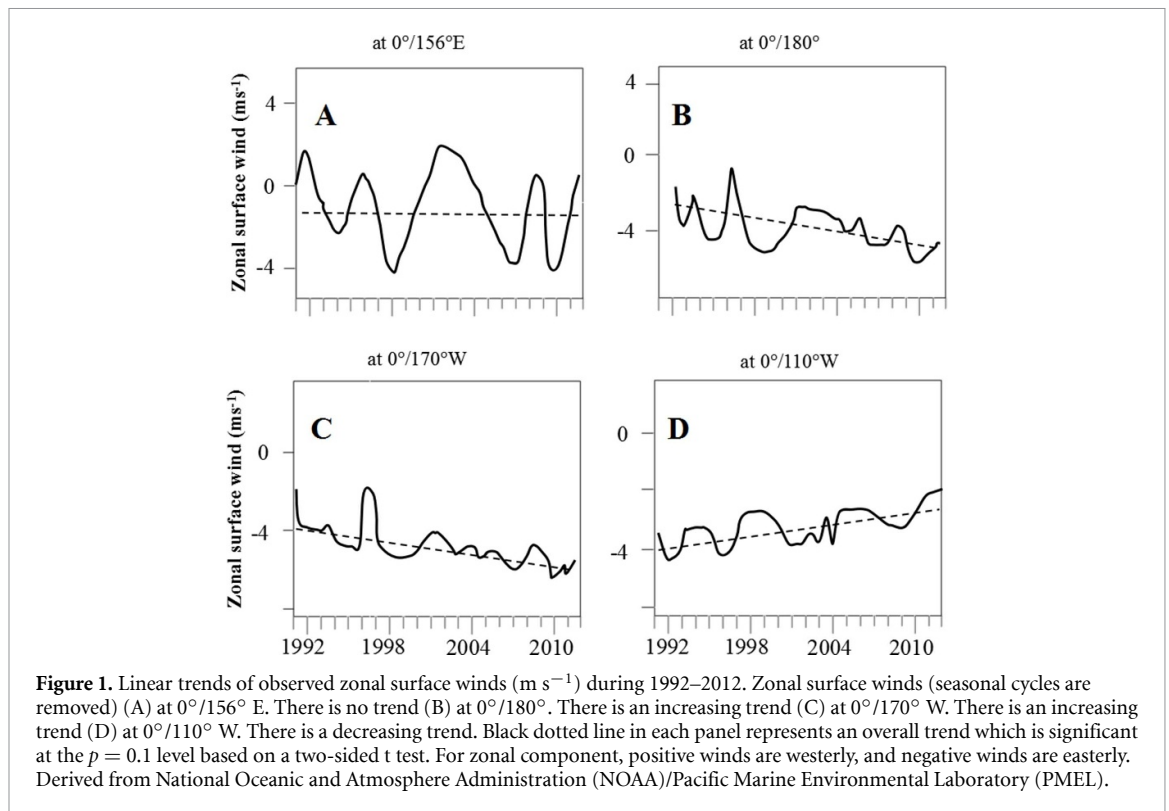 at 0°/156°E
at 0°/180°
Zonal surface wind (ms-1)
4
0
-4
A
4
0
-4
B
at 0°/170°W
at 0°/110°W
Zonal surface wind (ms-1)
0
-4
C
0
-4
D
1992 1998 2004 2010
1992 1998 2004 2010
Figure 1. Linear trends of observed zonal surface winds (m s−1) during 1992–2012. Zonal surface winds (seasonal cycles are
removed) (A) at 0°/156° E. There is no trend (B) at 0°/180°. There is an increasing trend (C) at 0°/170° W. There is an increasing
trend (D) at 0°/110° W. There is a decreasing trend. Black dotted line in each panel represents an overall trend which is significant
at the p = 0.1 level based on a two-sided t test. For zonal component, positive winds are westerly, and negative winds are easterly.
Derived from National Oceanic and Atmosphere Administration (NOAA)/Pacific Marine Environmental Laboratory (PMEL).